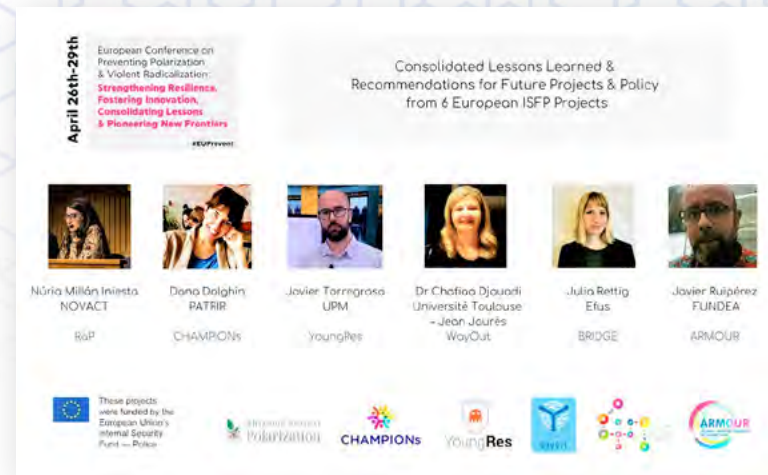 April 26th-29th
European Conference on
Preventing Polarization
& Violent Radicalization:
Strengthening Resilience,
Fostering Innovation,
Consolidating Lessons
& Pioneering New Frontiers
#EUPrevent
Consolidated Lessons Learned &
Recommendations for Future Projects & Policy
from 6 European ISFP Projects
Núria Millán Iniesta
NOVACT
RaP
Dana Dolghin
PATRIR
CHAMPIONs
Javier Torregrosa
UPM
YoungRes
Dr Chafiaa Djouadi
Université Toulouse
- Jean Jaurès
WayOut
Julia Rettig
Efus
BRIDGE
Javier Ruipérez
FUNDEA
ARMOUR
These projects
were funded by the
European Union's
Internal Security
Fund — Police
Polarization
CHAMPIONs
YoungRes
ARMOUR